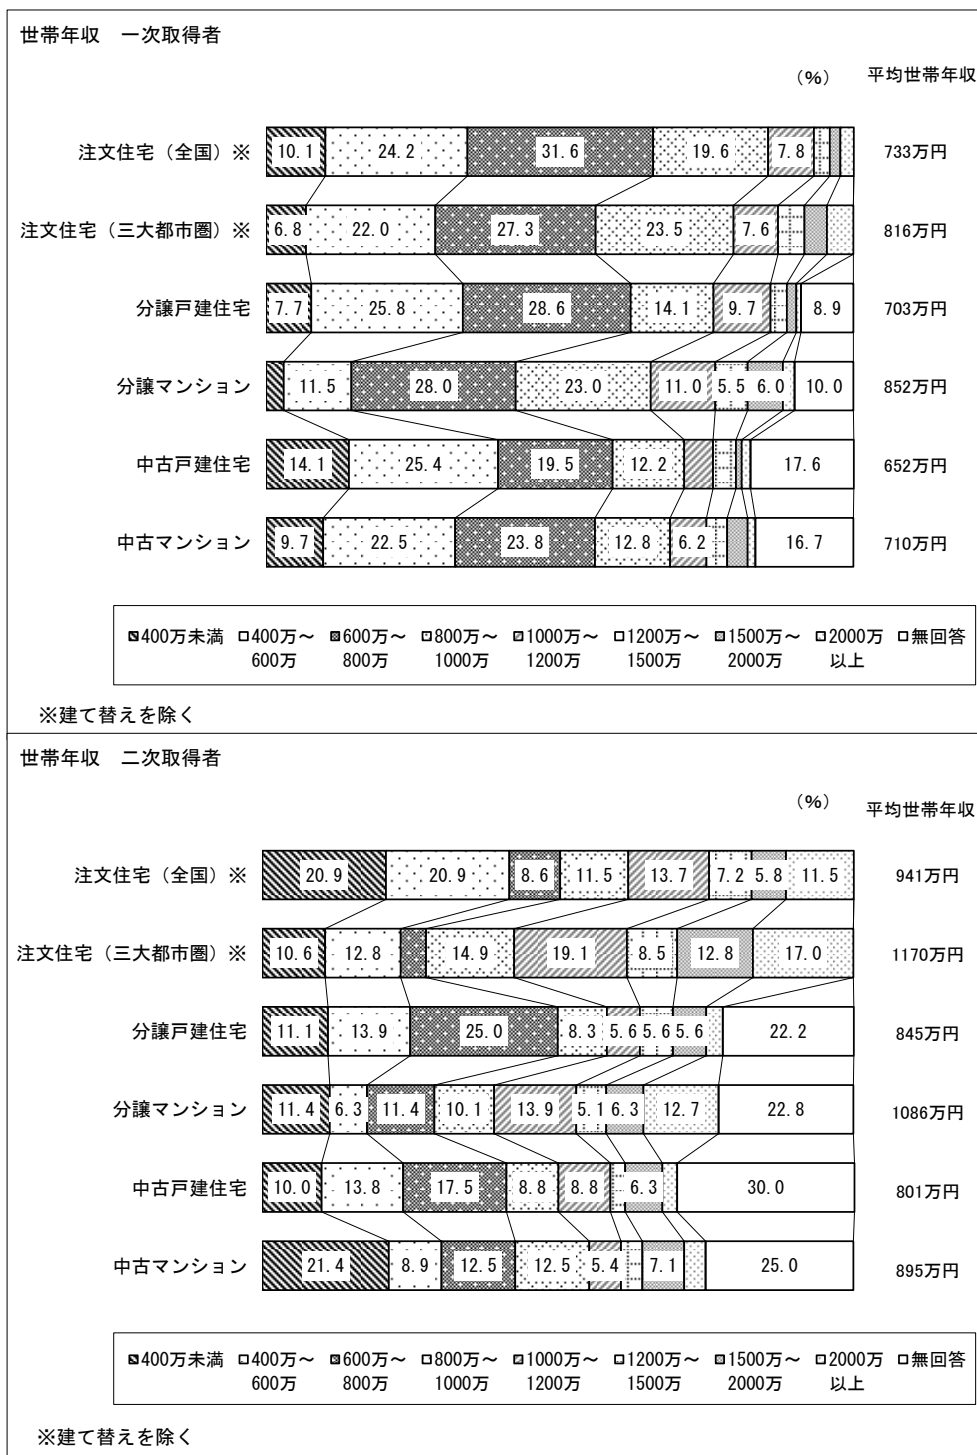 世帯年収　一次取得者
（%）　平均世帯年収
注文住宅（全国）※ 10.1 24.2 31.6 19.6 7.8 733万円
注文住宅（三大都市圏）※ 6.8 22.0 27.3 23.5 7.6 816万円
分譲戸建住宅 7.7 25.8 28.6 14.1 9.7 8.9 703万円
分譲マンション 11.5 28.0 23.0 11.0 5.5 6.0 10.0 852万円
中古戸建住宅 14.1 25.4 19.5 12.2 17.6 652万円
中古マンション 9.7 22.5 23.8 12.8 6.2 16.7 710万円
400万未満 400万～ 600万～ 800万～ 1000万～ 1200万～ 1500万～ 2000万 無回答
600万 800万 1000万 1200万 1500万 2000万 以上
※建て替えを除く
世帯年収　二次取得者
（%）
平均世帯年収
注文住宅（全国）※ 20.9 20.9 8.6 11.5 13.7 7.2 5.8 11.5 941万円
注文住宅（三大都市圏）※ 10.6 12.8 14.9 19.1 8.5 12.8 17.0 1170万円
分譲戸建住宅 11.1 13.9 25.0 8.3 5.6 5.6 5.6 22.2 845万円
分譲マンション 11.4 6.3 11.4 10.1 13.9 5.1 6.3 12.7 22.8 1086万円
中古戸建住宅 10.0 13.8 17.5 8.8 8.8 6.3 30.0 801万円
中古マンション 21.4 8.9 12.5 12.5 5.4 7.1 25.0 895万円
400万未満 400万～ 600万～ 800万～ 1000万～ 1200万～ 1500万～ 2000万 無回答
600万 800万 1000万 1200万 1500万 2000万 以上
※建て替えを除く